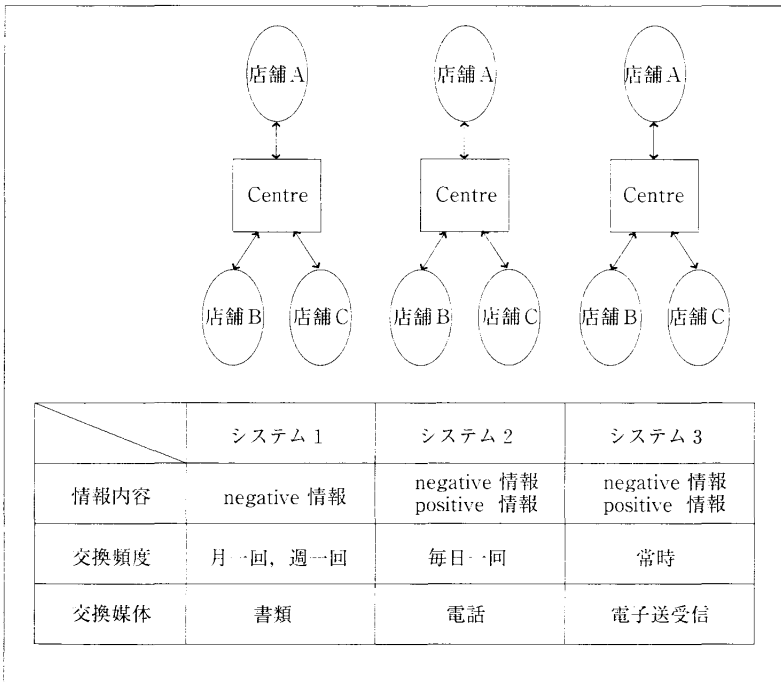 店舗A 店舗A 店舗A
Centre Centre Centre
店舗B 店舗C 店舗B 店舗C 店舗B 店舗C
システム1 システム2 システム3
情報内容 negative 情報 negative 情報 negative 情報
positive 情報 positive 情報
交換頻度 月一回，週一回 毎日一回 常時
交換媒体 書類 電話 電子送受信